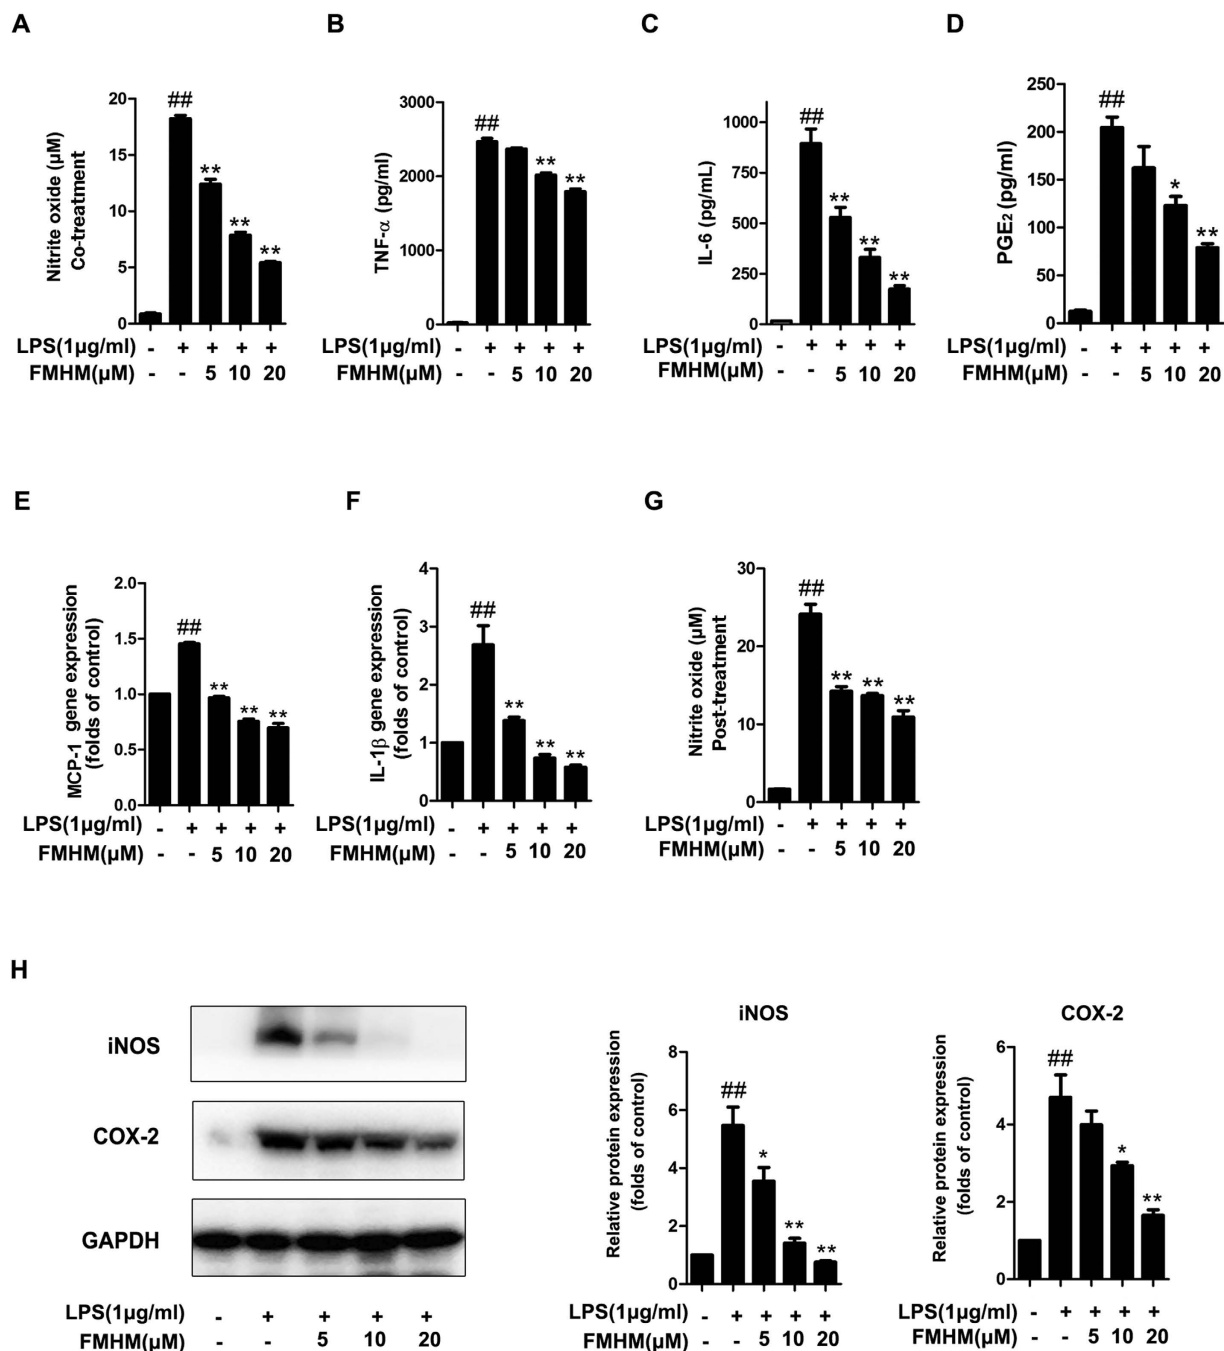 A
Nitrite oxide (µM)
Co-treatment
20
15
10
5
0
##
**
**
**
LPS(1µg/ml) - + + + +
FMHM(µM) - - 5 10 20
B
TNF-α (pg/ml)
3000
2000
1000
0
##
**
**
LPS(1µg/ml) - + + + +
FMHM(µM) - - 5 10 20
C
IL-6 (pg/mL)
1000
750
500
250
0
##
**
**
**
LPS(1µg/ml) - + + + +
FMHM(µM) - - 5 10 20
D
PGE2 (pg/ml)
250
200
150
100
50
0
##
*
**
LPS(1µg/ml) - + + + +
FMHM(µM) - - 5 10 20
E
MCP-1 gene expression
(folds of control)
2.0
1.5
1.0
0.5
0.0
##
**
**
**
LPS(1µg/ml) - + + + +
FMHM(µM) - - 5 10 20
F
IL-1β gene expression
(folds of control)
4
3
2
1
0
##
**
**
**
LPS(1µg/ml) - + + + +
FMHM(µM) - - 5 10 20
G
Nitrite oxide (µM)
Post-treatment
30
20
10
0
##
**
**
**
LPS(1µg/ml) - + + + +
FMHM(µM) - - 5 10 20
H
iNOS
COX-2
GAPDH
LPS(1µg/ml) - + + + +
FMHM(µM) - - 5 10 20
iNOS
Relative protein expression
(folds of control)
8
6
4
2
0
##
*
**
**
LPS(1µg/ml) - + + + +
FMHM(µM) - - 5 10 20
COX-2
Relative protein expression
(folds of control)
6
4
2
0
##
*
**
LPS(1µg/ml) - + + + +
FMHM(µM) - - 5 10 20